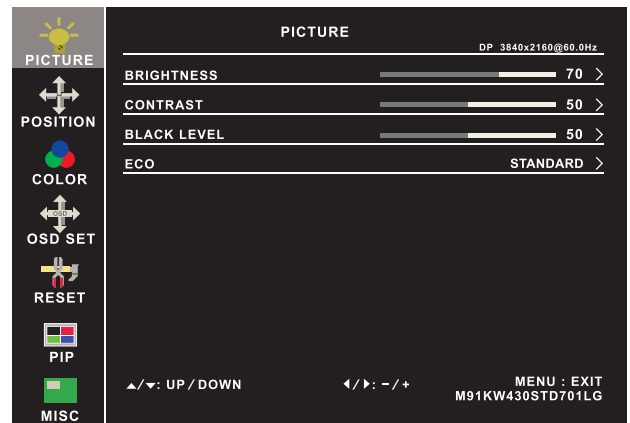 PICTURE
DP 3840x2160@60.0Hz
PICTURE
BRIGHTNESS 70 >
CONTRAST 50 >
POSITION
BLACK LEVEL 50 >
ECO STANDARD >
COLOR
OSD
OSD SET
RESET
PIP
▲/▼: UP / DOWN ◀/▶: − / + MENU : EXIT
M91KW430STD701LG
MISC